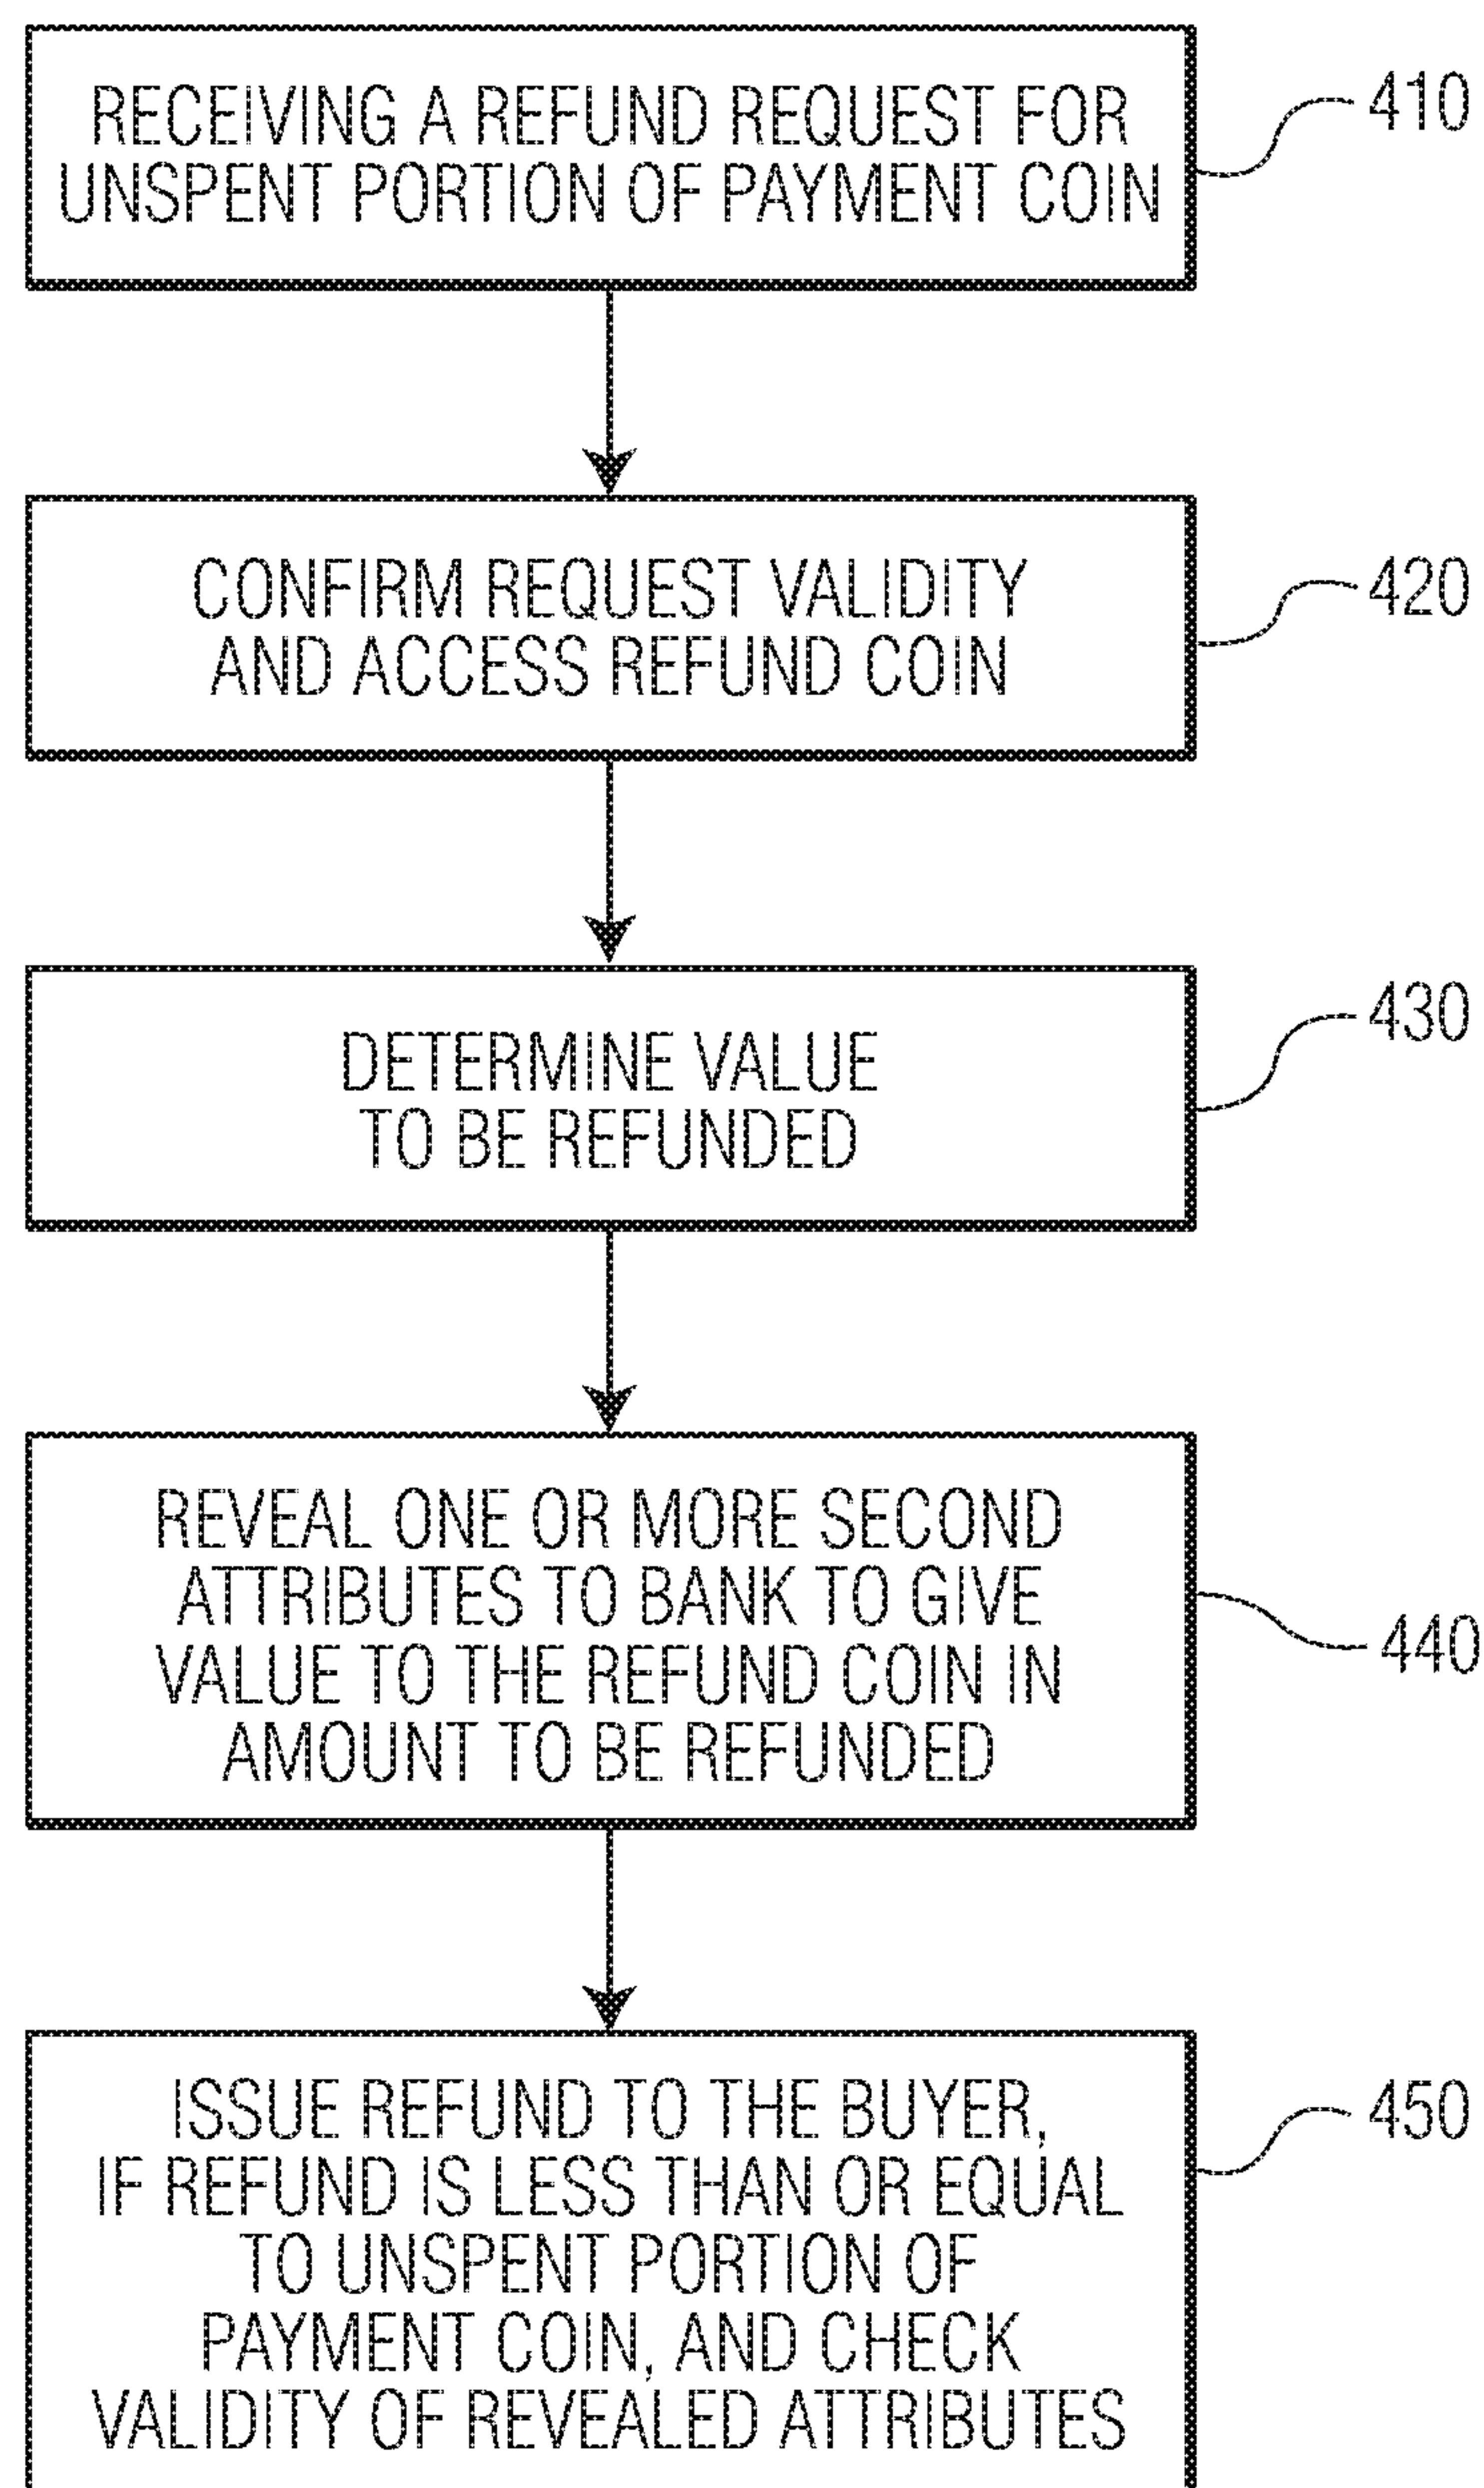 RECEIVING A REFUND REQUEST FOR
UNSPENT PORTION OF PAYMENT COIN
410
CONFIRM REQUEST VALIDITY
AND ACCESS REFUND COIN
420
DETERMINE VALUE
TO BE REFUNDED
430
REVEAL ONE OR MORE SECOND
ATTRIBUTES TO BANK TO GIVE
VALUE TO THE REFUND COIN IN
AMOUNT TO BE REFUNDED
440
ISSUE REFUND TO THE BUYER,
IF REFUND IS LESS THAN OR EQUAL
TO UNSPENT PORTION OF
PAYMENT COIN, AND CHECK
VALIDITY OF REVEALED ATTRIBUTES
450